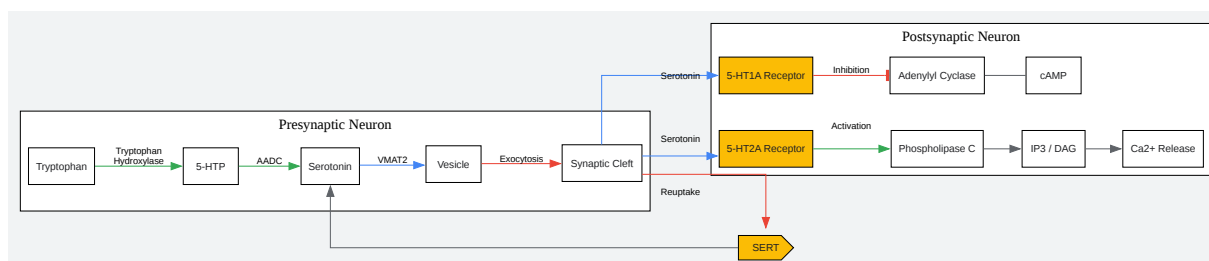 Postsynaptic Neuron
Serotonin
5-HT1A Receptor
Inhibition
Adenylyl Cyclase
cAMP
Presynaptic Neuron
Tryptophan
Tryptophan
Hydroxylase
5-HTP
AADC
Serotonin
VMAT2
Vesicle
Exocytosis
Synaptic Cleft
Serotonin
5-HT2A Receptor
Activation
Phospholipase C
IP3 / DAG
Ca2+ Release
Reuptake
SERT